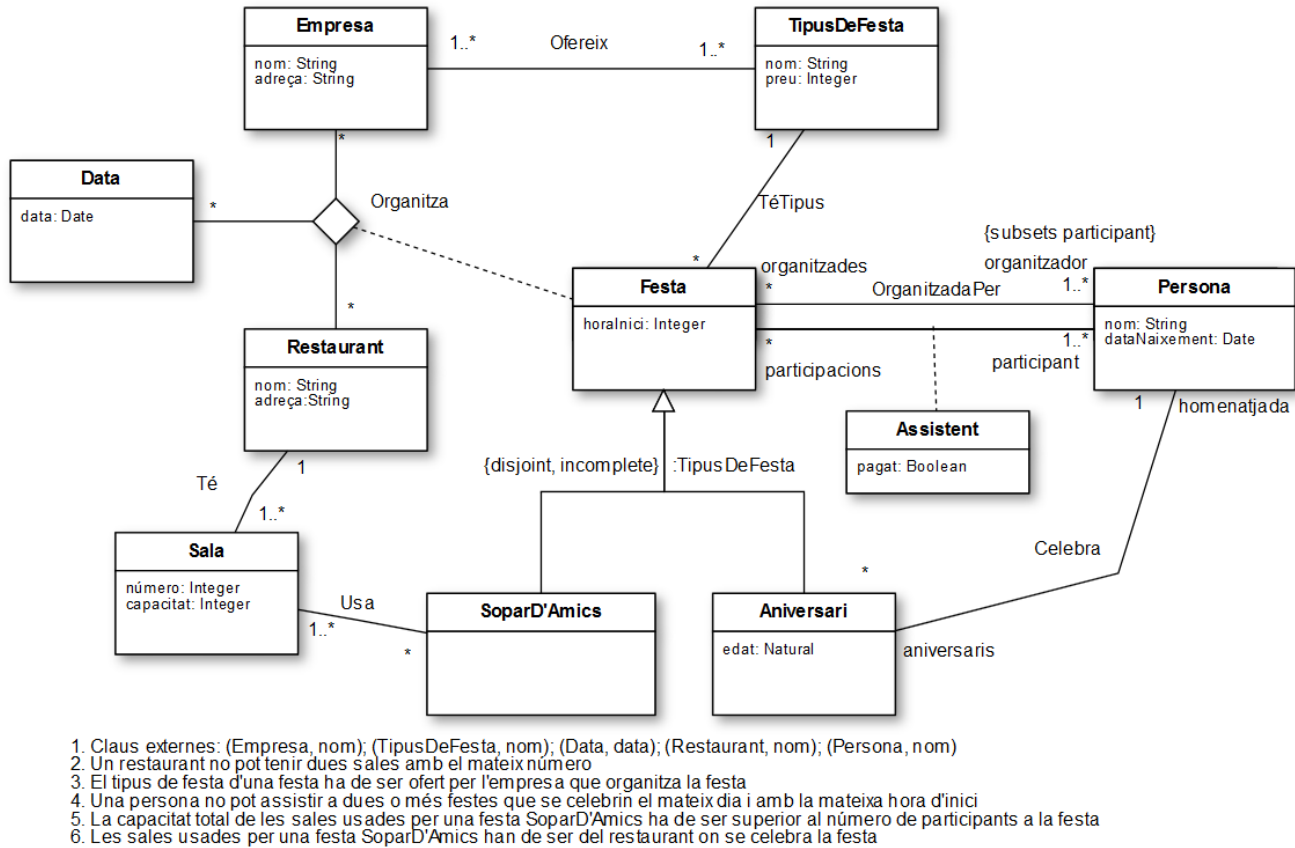 Empresa
nom: String
adreça: String
1..*
Ofereix
1..*
TipusDeFesta
nom: String
preu: Integer
*
1
Data
data: Date
*
Organitza
TéTipus
*
*
{subsets participant}
organitzades
organitzador
*
OrganitzadaPer
1..*
Festa
horaInici: Integer
Persona
nom: String
dataNaixement: Date
*
1..*
participacions
participant
Restaurant
nom: String
adreça:String
1
homenatjada
Assistent
pagat: Boolean
{disjoint, incomplete}
:TipusDeFesta
1
Té
1..*
Sala
número: Integer
capacitat: Integer
Usa
1..*
*
SoparD'Amics
Celebra
*
Aniversari
edat: Natural
aniversaris
1. Claus externes: (Empresa, nom); (TipusDeFesta, nom); (Data, data); (Restaurant, nom); (Persona, nom)
2. Un restaurant no pot tenir dues sales amb el mateix número
3. El tipus de festa d'una festa ha de ser ofert per l'empresa que organitza la festa
4. Una persona no pot assistir a dues o més festes que se celebrin el mateix dia i amb la mateixa hora d'inici
5. La capacitat total de les sales usades per una festa SoparD'Amics ha de ser superior al número de participants a la festa
6. Les sales usades per una festa SoparD'Amics han de ser del restaurant on se celebra la festa